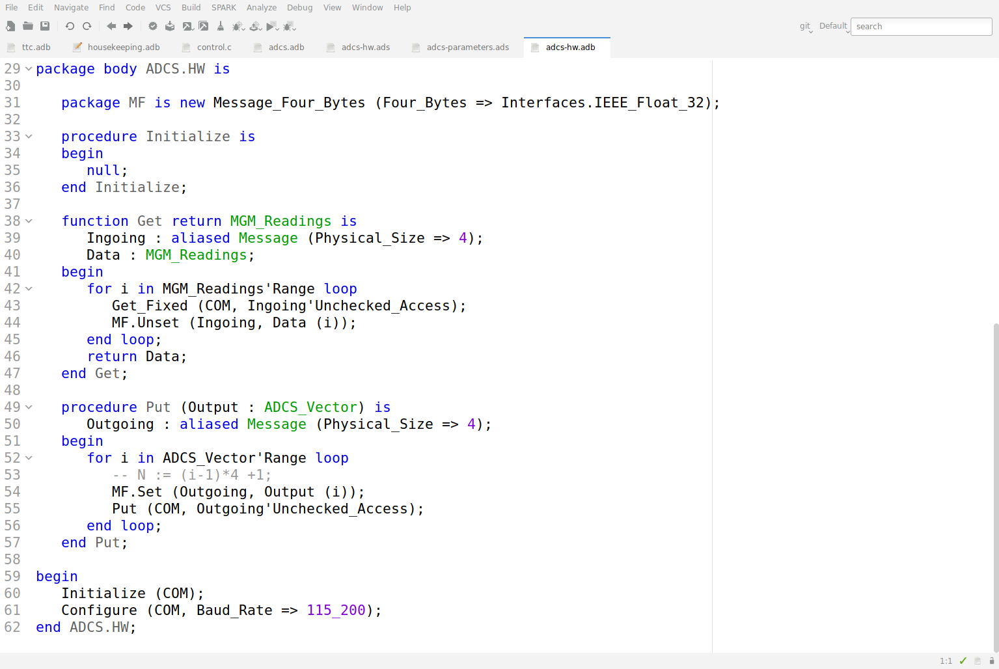 File Edit Navigate Find Code VCS Build SPARK Analyze Debug View Window Help
git Default search
ttc.adb housekeeping.adb control.c adcs.adb adcs-hw.ads adcs-parameters.ads adcs-hw.adb
29 package body ADCS.HW is
30
31    package MF is new Message_Four_Bytes (Four_Bytes => Interfaces.IEEE_Float_32);
32
33    procedure Initialize is
34    begin
35       null;
36    end Initialize;
37
38    function Get return MGM_Readings is
39       Ingoing : aliased Message (Physical_Size => 4);
40       Data : MGM_Readings;
41    begin
42       for i in MGM_Readings'Range loop
43          Get_Fixed (COM, Ingoing'Unchecked_Access);
44          MF.Unset (Ingoing, Data (i));
45       end loop;
46       return Data;
47    end Get;
48
49    procedure Put (Output : ADCS_Vector) is
50       Outgoing : aliased Message (Physical_Size => 4);
51    begin
52       for i in ADCS_Vector'Range loop
53          -- N := (i-1)*4 +1;
54          MF.Set (Outgoing, Output (i));
55          Put (COM, Outgoing'Unchecked_Access);
56       end loop;
57    end Put;
58
59 begin
60    Initialize (COM);
61    Configure (COM, Baud_Rate => 115_200);
62 end ADCS.HW;
1:1